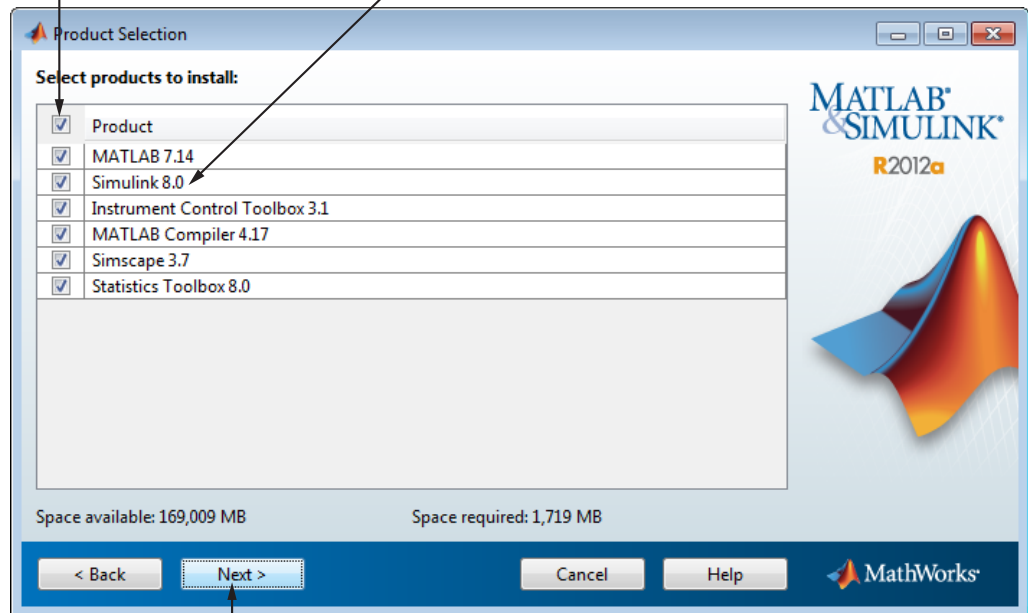 Product Selection
Select products to install:
Product
MATLAB 7.14
Simulink 8.0
Instrument Control Toolbox 3.1
MATLAB Compiler 4.17
Simscape 3.7
Statistics Toolbox 8.0
MATLAB®
&SIMULINK®
R2012a
Space available: 169,009 MB Space required: 1,719 MB
< Back Next > Cancel Help MathWorks®